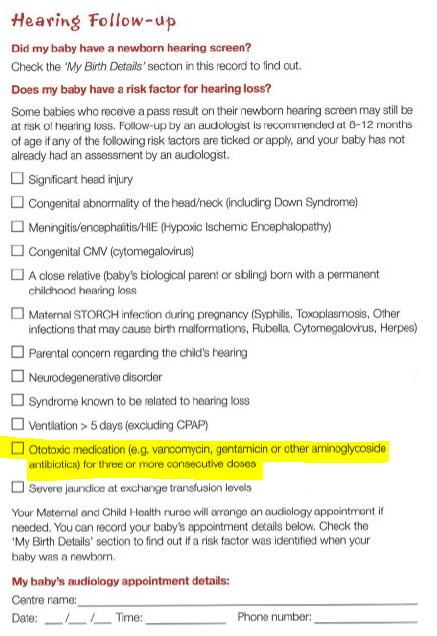 Hearing Follow-up
Did my baby have a newborn hearing screen?
Check the 'My Birth Details' section in this record to find out.
Does my baby have a risk factor for hearing loss?
Some babies who receive a pass result on their newborn hearing screen may still be
at risk of hearing loss. Follow-up by an audiologist is recommended at 8-12 months
of age if any of the following risk factors are ticked or apply, and your baby has not
already had an assessment by an audiologist.
Significant head injury
Congenital abnormality of the head/neck (including Down Syndrome)
Meningitis/encephalitis/HIE (Hypoxic Ischemic Encephalopathy)
Congenital CMV (cytomegalovirus)
A close relative (baby's biological parent or sibling) born with a permanent
childhood hearing loss
Maternal STORCH infection during pregnancy (Syphilis, Toxoplasmosis, Other
infections that may cause birth malformations, Rubella, Cytomegalovirus, Herpes)
Parental concern regarding the child's hearing
Neurodegenerative disorder
Syndrome known to be related to hearing loss
Ventilation > 5 days (excluding CPAP)
Ototoxic medication (e.g. vancomycin, gentamicin or other aminoglycoside
antibiotics) for three or more consecutive doses
Severe jaundice at exchange transfusion levels
Your Maternal and Child Health nurse will arrange an audiology appointment if
needed. You can record your baby's appointment details below. Check the
'My Birth Details' section to find out if a risk factor was identified when your
baby was a newborn.
My baby's audiology appointment details:
Centre name:
Date: __/__/__ Time: ________ Phone number: ________